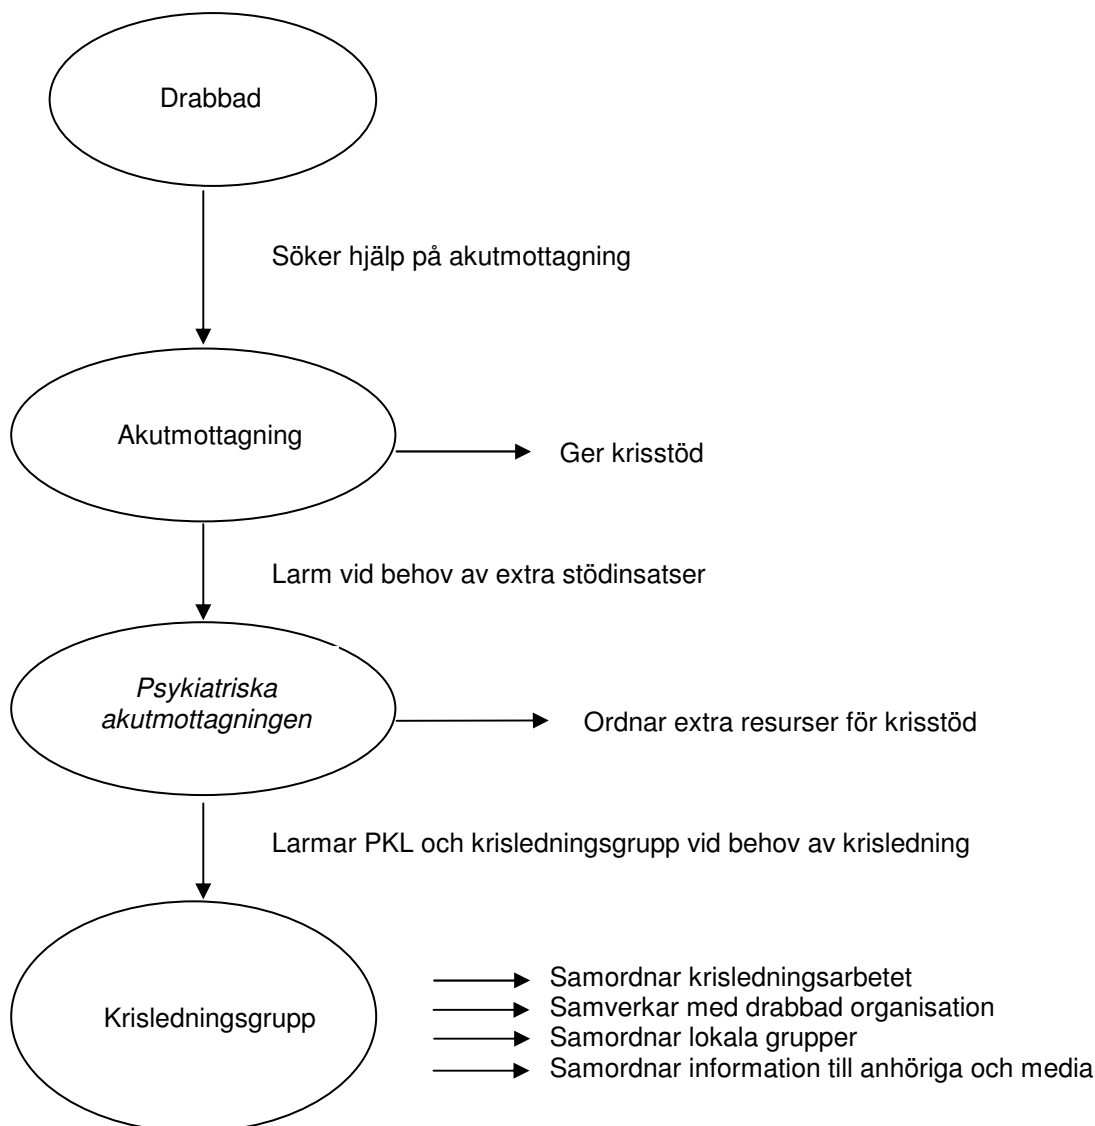 Drabbad
Söker hjälp på akutmottagning
Akutmottagning
Ger krisstöd
Larm vid behov av extra stödinsatser
Psykiatriska
akutmottagningen
Ordnar extra resurser för krisstöd
Larmar PKL och krisledningsgrupp vid behov av krisledning
Krisledningsgrupp
Samordnar krisledningsarbetet
Samverkar med drabbad organisation
Samordnar lokala grupper
Samordnar information till anhöriga och media